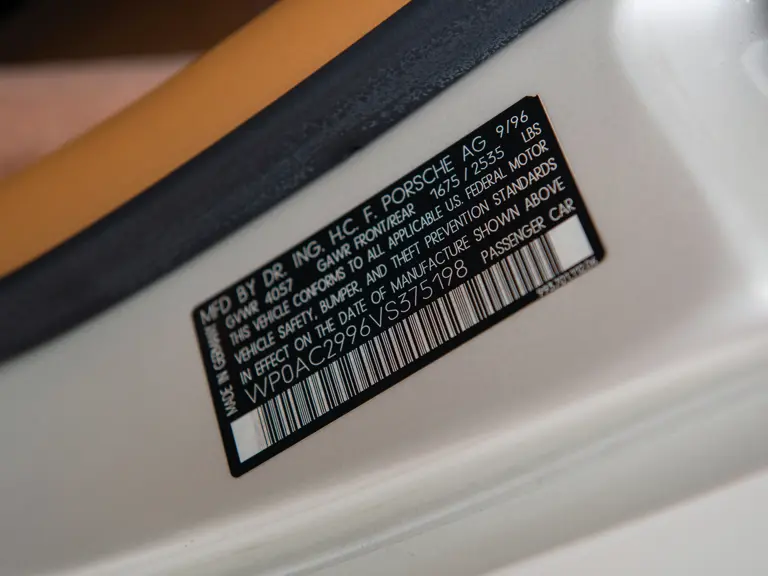 MFD BY DR. ING. H.C. F. PORSCHE AG 9/96
GVWR 4057 GAWR FRONT/REAR 1675 / 2535 LBS
THIS VEHICLE CONFORMS TO ALL APPLICABLE U.S. FEDERAL MOTOR
VEHICLE SAFETY, BUMPER, AND THEFT PREVENTION STANDARDS
IN EFFECT ON THE DATE OF MANUFACTURE SHOWN ABOVE
WP0AC2996VS375198 PASSENGER CAR
MADE IN GERMANY